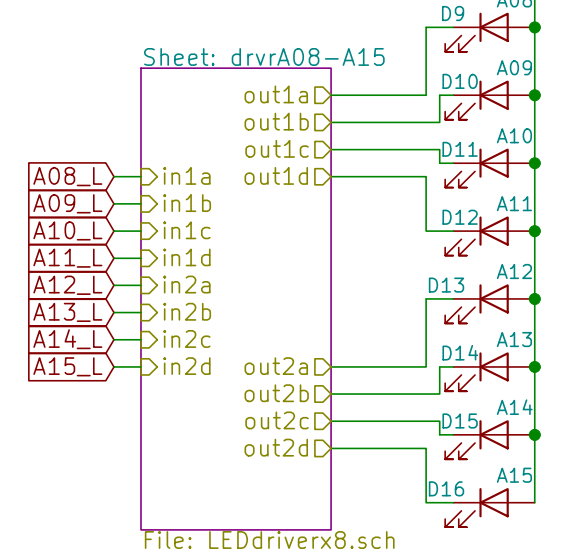 A08
D9
Sheet: drvrA08-A15
D10
A09
out1a
out1b
out1c
out1d
D11
A10
D12
A11
A08_L
A09_L
A10_L
A11_L
A12_L
A13_L
A14_L
A15_L
in1a
in1b
in1c
in1d
in2a
in2b
in2c
in2d
D13
A12
D14
A13
out2a
out2b
out2c
out2d
D15
A14
D16
A15
File: LEDdriverx8.sch